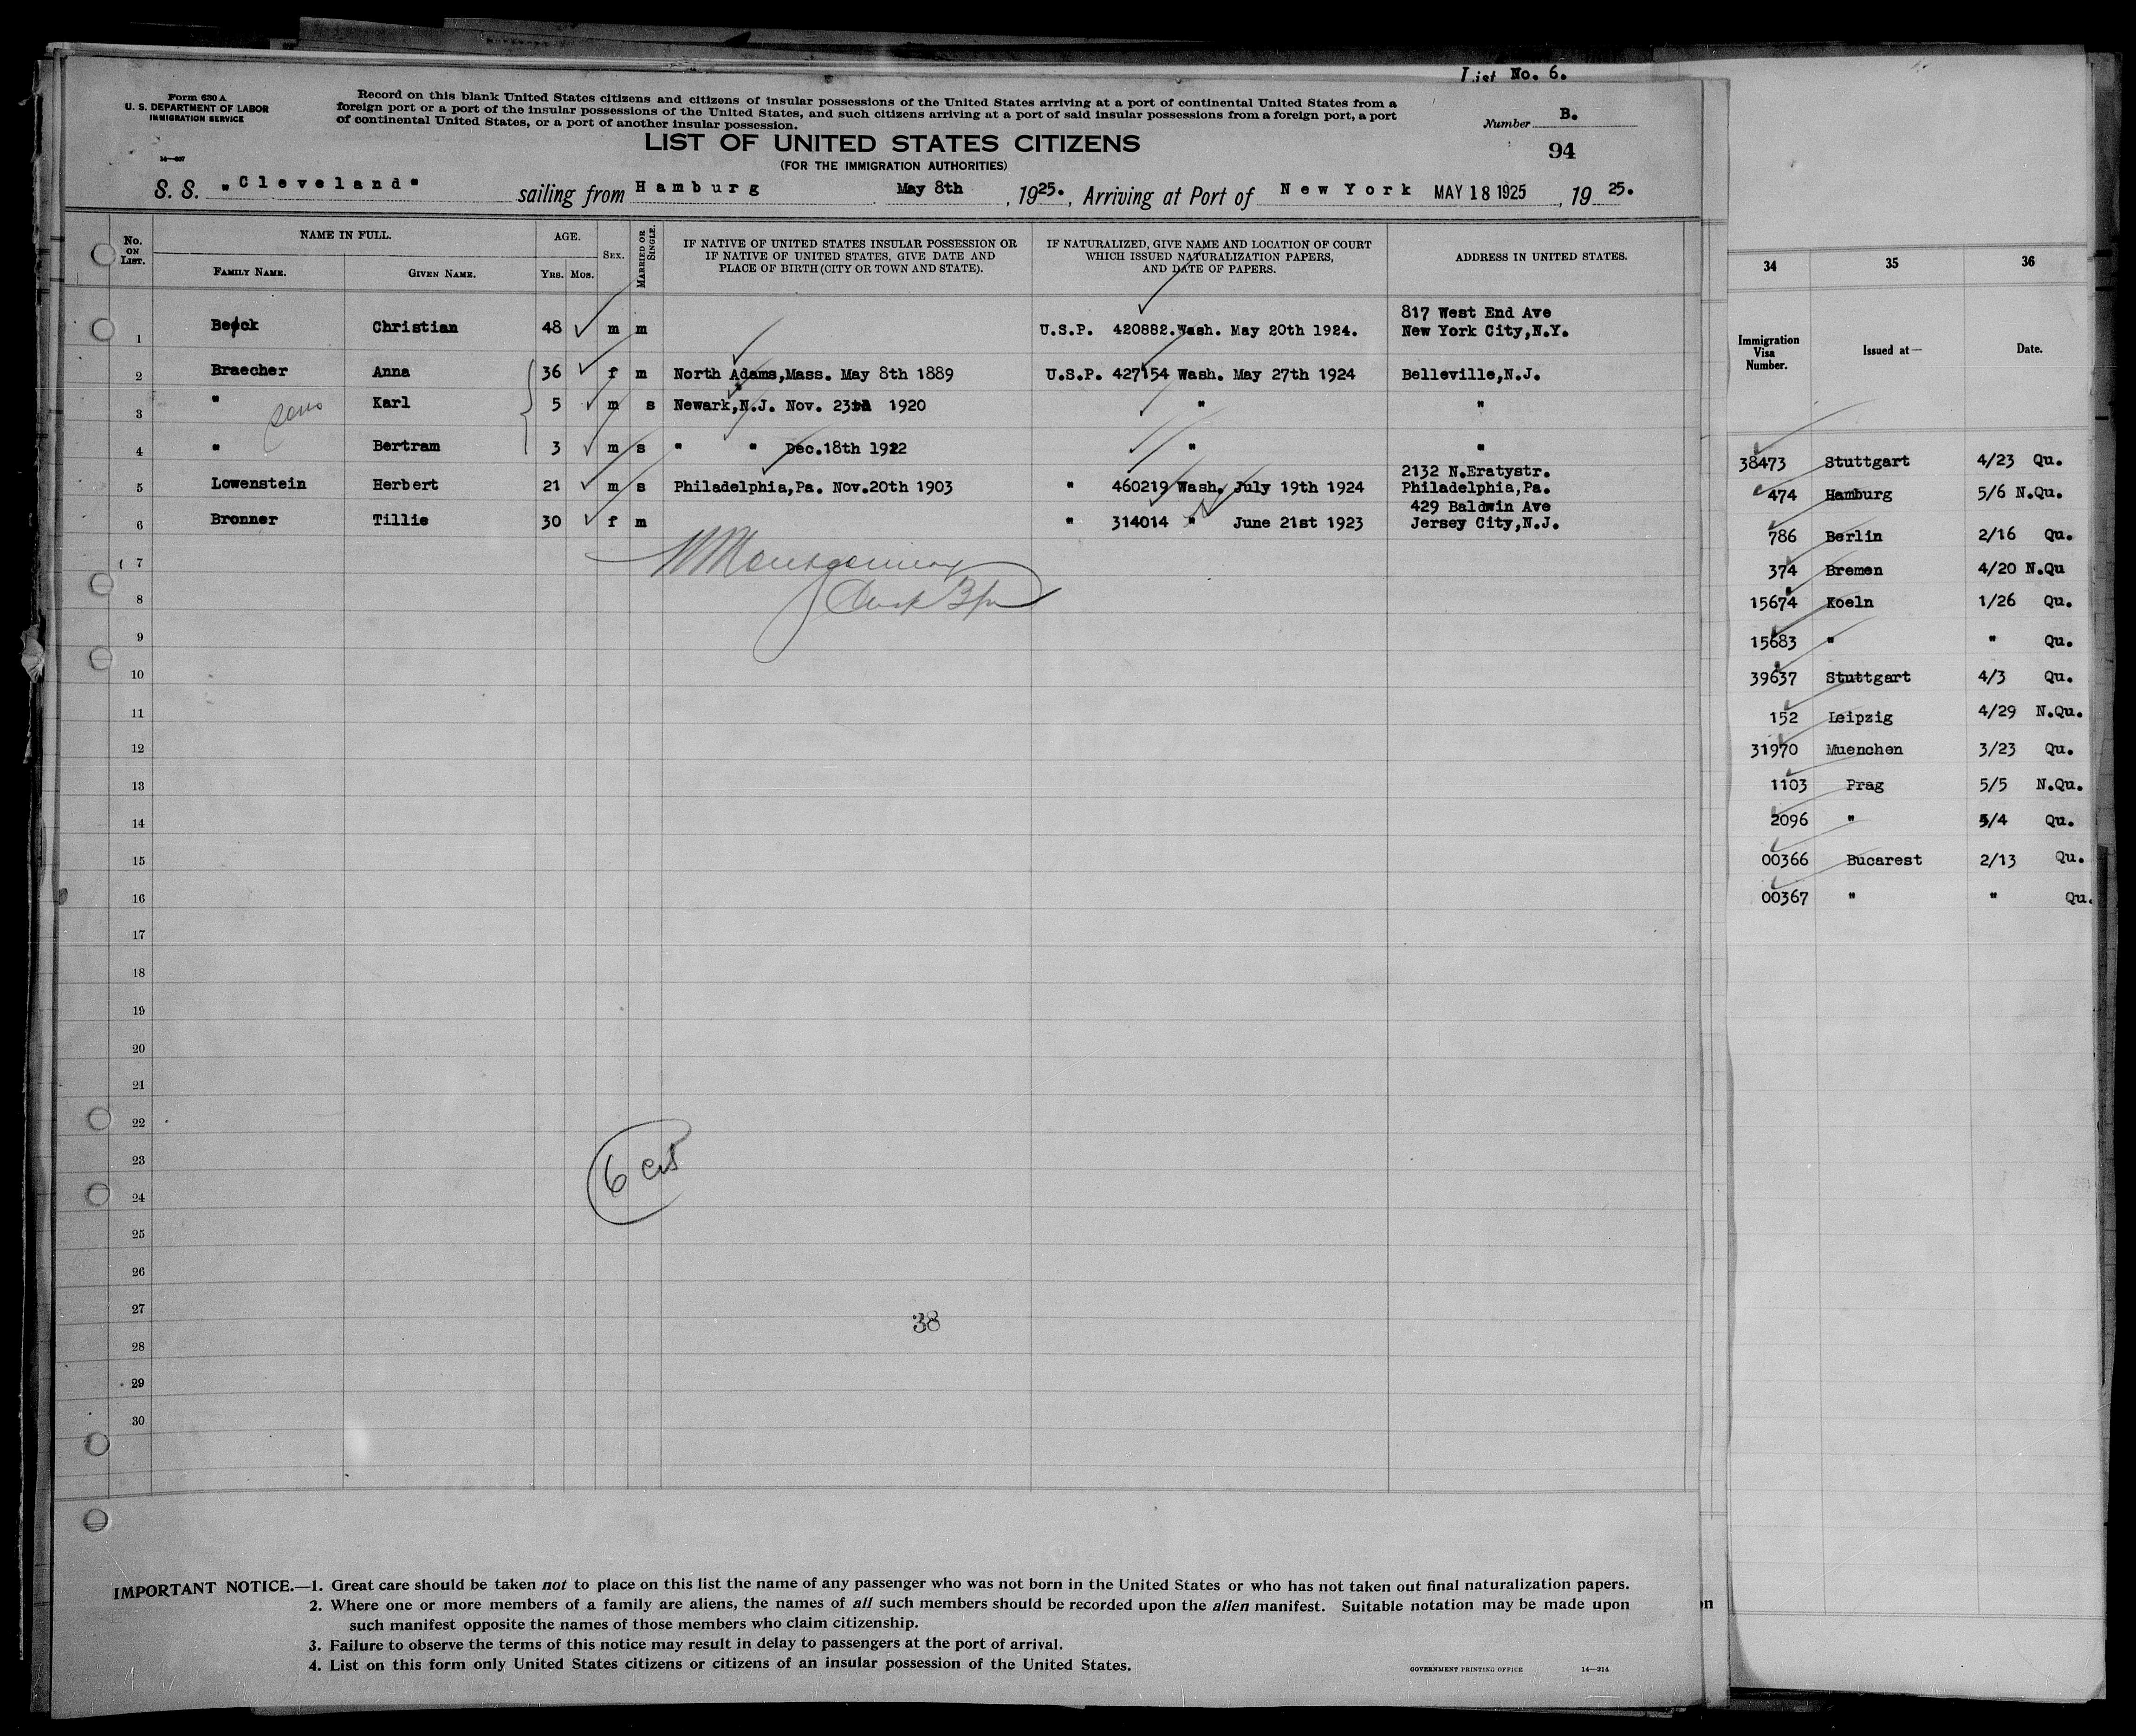 List No. 6.
Form 630 A
U. S. DEPARTMENT OF LABOR
IMMIGRATION SERVICE
14—207
Record on this blank United States citizens and citizens of insular possessions of the United States arriving at a port of continental United States from a
foreign port or a port of the insular possessions of the United States, and such citizens arriving at a port of said insular possessions from a foreign port, a port
of continental United States, or a port of another insular possession.
Number B.
94
LIST OF UNITED STATES CITIZENS
(FOR THE IMMIGRATION AUTHORITIES)
S. S. "Cleveland" sailing from Hamburg May 8th, 1925., Arriving at Port of New York MAY 18 1925, 19 25.
No. ON LIST. NAME IN FULL. FAMILY NAME. GIVEN NAME. AGE. YRS. MOS. SEX. MARRIED OR SINGLE. IF NATIVE OF UNITED STATES INSULAR POSSESSION OR IF NATIVE OF UNITED STATES, GIVE DATE AND PLACE OF BIRTH (CITY OR TOWN AND STATE). IF NATURALIZED, GIVE NAME AND LOCATION OF COURT WHICH ISSUED NATURALIZATION PAPERS, AND DATE OF PAPERS. ADDRESS IN UNITED STATES.
817 West End Ave
1 Beck Christian 48 m m U.S.P. 420882.Wash. May 20th 1924. New York City,N.Y.
2 Braecher Anna 36 f m North Adams,Mass. May 8th 1889 U.S.P. 427154 Wash. May 27th 1924 Belleville,N.J.
3 " sons Karl 5 m s Newark,N.J. Nov. 23 1920 " "
4 " Bertram 3 m s " " Dec.18th 1922 " "
2132 N.Eratystr.
5 Lowenstein Herbert 21 m s Philadelphia,Pa. Nov.20th 1903 " 460219 Wash. July 19th 1924 Philadelphia,Pa.
429 Baldwin Ave
6 Bronner Tillie 30 f m " 314014 " June 21st 1923 Jersey City,N.J.
7 Montgomery
8
9
10
11
12
13
14
15
16
17
18
19
20
21
22
23 6 cits
24
25
26
27 38
28
29
30
IMPORTANT NOTICE.—1. Great care should be taken not to place on this list the name of any passenger who was not born in the United States or who has not taken out final naturalization papers.
2. Where one or more members of a family are aliens, the names of all such members should be recorded upon the alien manifest. Suitable notation may be made upon
such manifest opposite the names of those members who claim citizenship.
3. Failure to observe the terms of this notice may result in delay to passengers at the port of arrival.
4. List on this form only United States citizens or citizens of an insular possession of the United States.
GOVERNMENT PRINTING OFFICE 14—214
34 35 36
Immigration Visa Number. Issued at— Date.
38473 Stuttgart 4/23 Qu.
474 Hamburg 5/6 N.Qu.
786 Berlin 2/16 Qu.
374 Bremen 4/20 N.Qu
15674 Koeln 1/26 Qu.
15683 " " Qu.
39637 Stuttgart 4/3 Qu.
152 Leipzig 4/29 N.Qu.
31970 Muenchen 3/23 Qu.
1103 Prag 5/5 N.Qu.
2096 " 5/4 Qu.
00366 Bucarest 2/13 Qu.
00367 " " Qu.